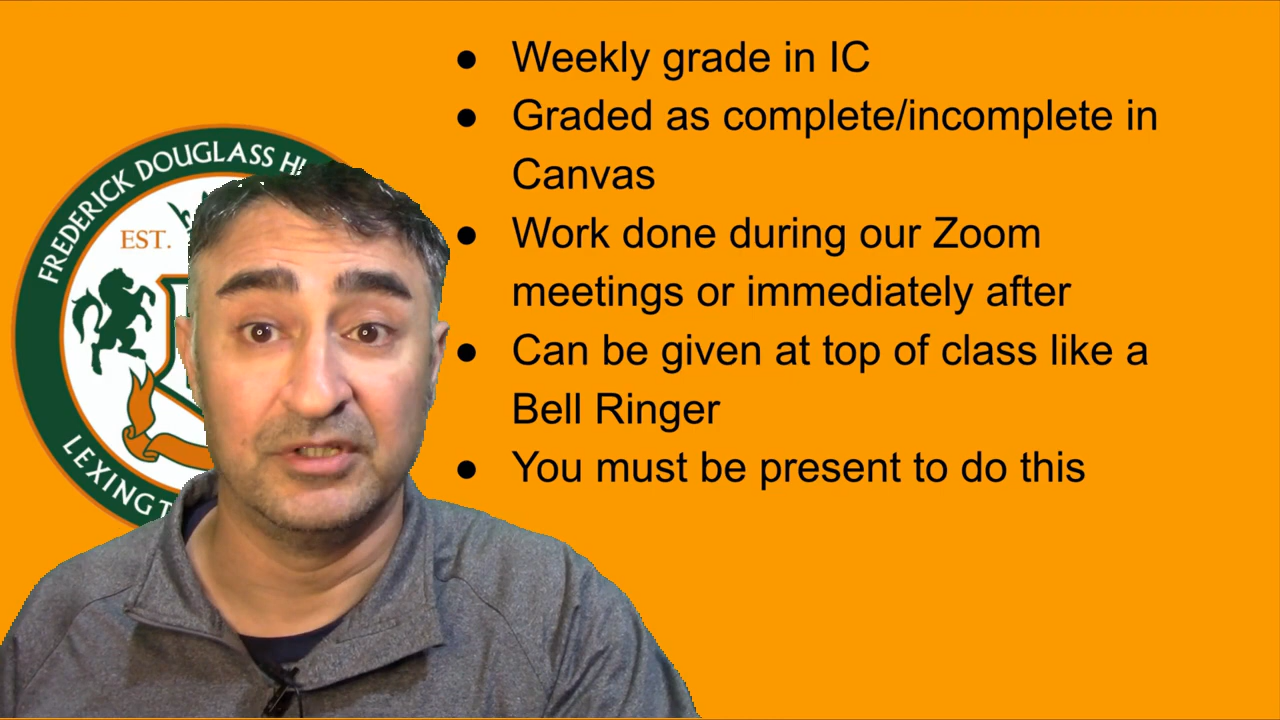 ● Weekly grade in IC
● Graded as complete/incomplete in
Canvas
● Work done during our Zoom
meetings or immediately after
● Can be given at top of class like a
Bell Ringer
● You must be present to do this
FREDERICK DOUGLASS
EST.